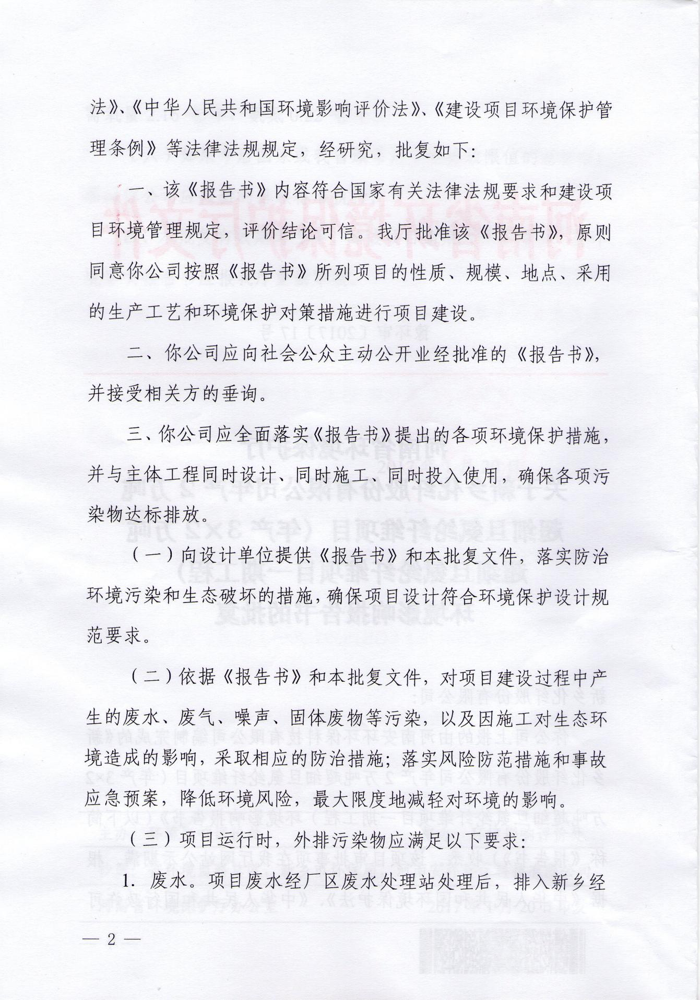 法》、《中华人民共和国环境影响评价法》、《建设项目环境保护管
理条例》等法律法规规定，经研究，批复如下：
一、该《报告书》内容符合国家有关法律法规要求和建设项
目环境管理规定，评价结论可信。我厅批准该《报告书》，原则
同意你公司按照《报告书》所列项目的性质、规模、地点、采用
的生产工艺和环境保护对策措施进行项目建设。
二、你公司应向社会公众主动公开业经批准的《报告书》，
并接受相关方的垂询。
三、你公司应全面落实《报告书》提出的各项环境保护措施，
并与主体工程同时设计、同时施工、同时投入使用，确保各项污
染物达标排放。
（一）向设计单位提供《报告书》和本批复文件，落实防治
环境污染和生态破坏的措施，确保项目设计符合环境保护设计规
范要求。
（二）依据《报告书》和本批复文件，对项目建设过程中产
生的废水、废气、噪声、固体废物等污染，以及因施工对生态环
境造成的影响，采取相应的防治措施；落实风险防范措施和事故
应急预案，降低环境风险，最大限度地减轻对环境的影响。
（三）项目运行时，外排污染物应满足以下要求：
1. 废水。项目废水经厂区废水处理站处理后，排入新乡经
— 2 —